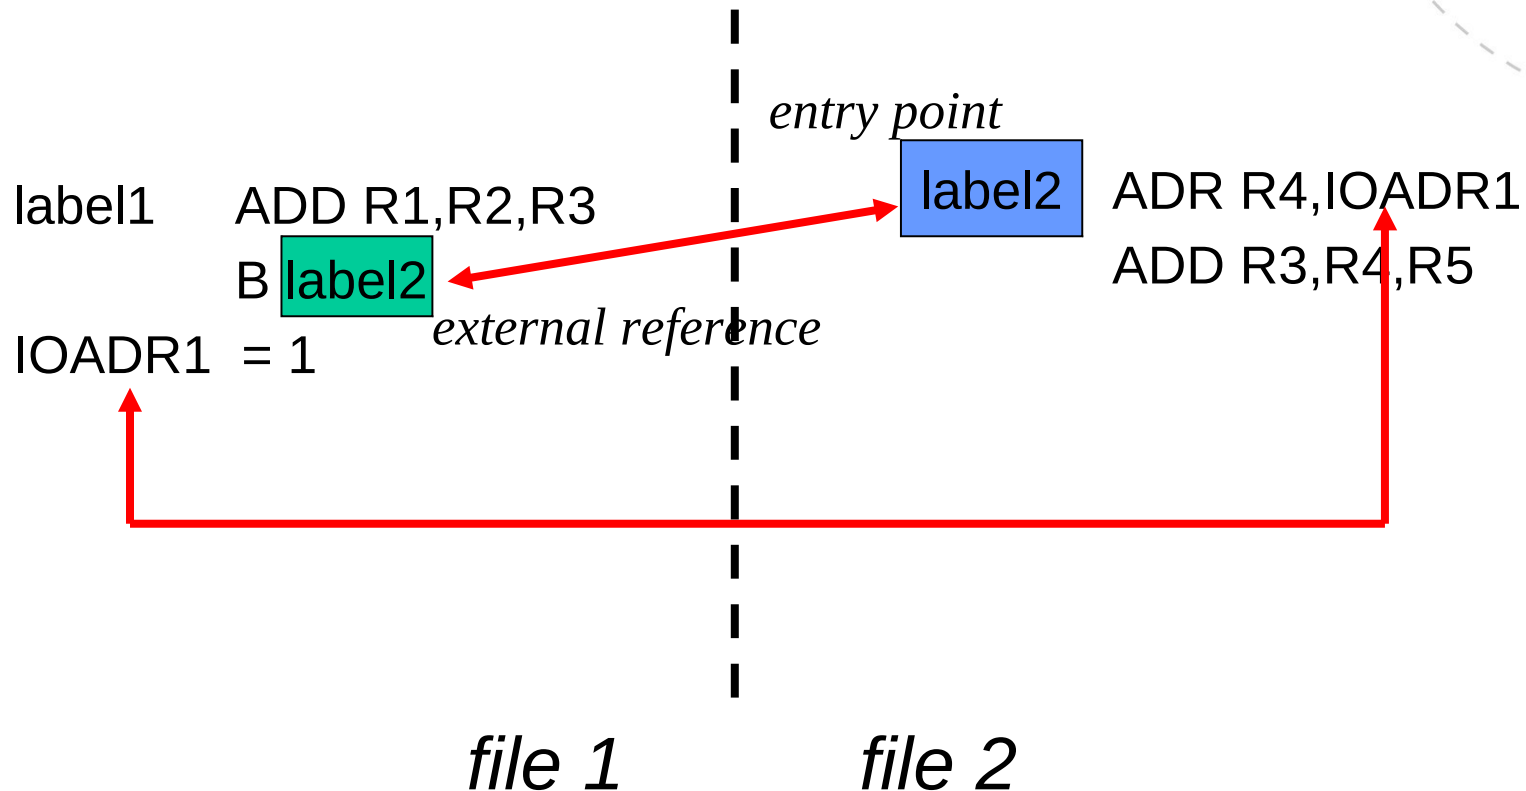 entry point
label1 ADD R1,R2,R3
B label2
external reference
IOADR1 = 1
label2 ADR R4,IOADR1
ADD R3,R4,R5
file 1
file 2